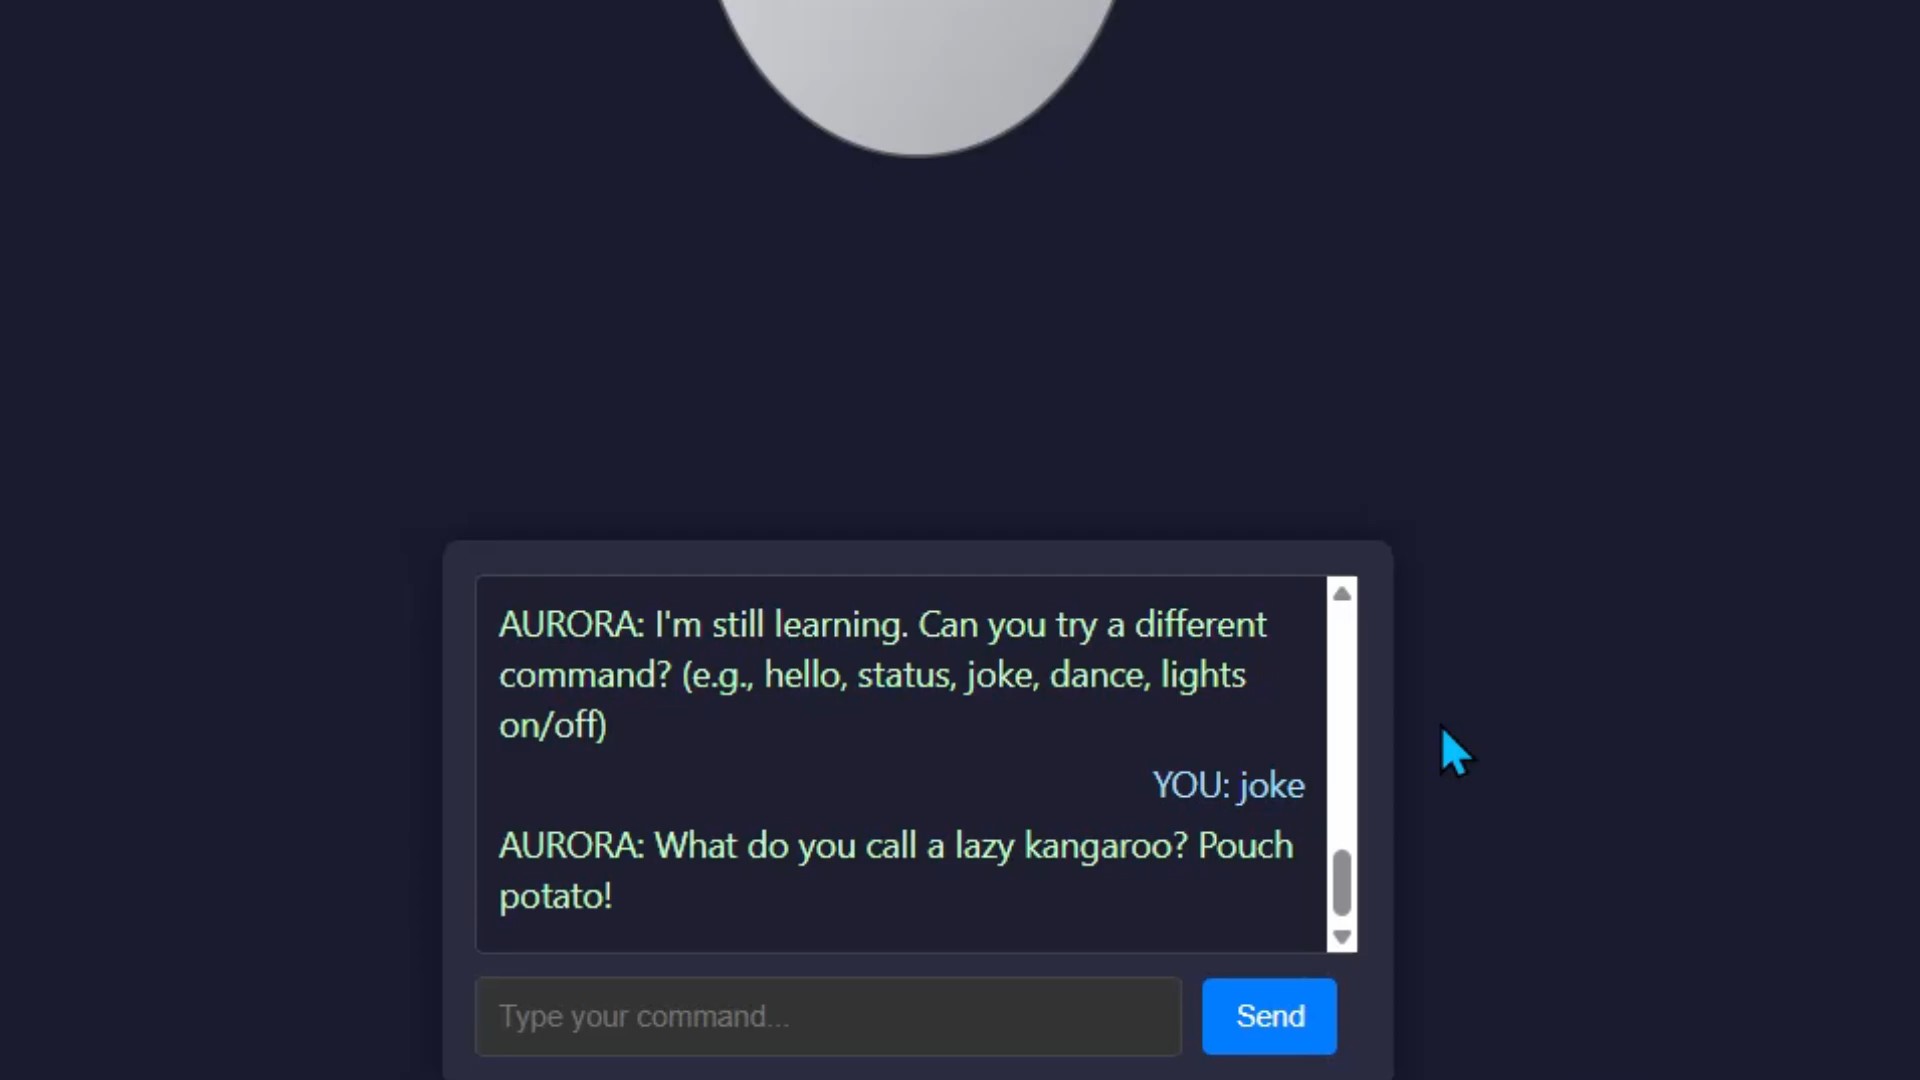 AURORA: I'm still learning. Can you try a different
command? (e.g., hello, status, joke, dance, lights
on/off)
YOU: joke
AURORA: What do you call a lazy kangaroo? Pouch
potato!
Type your command...
Send